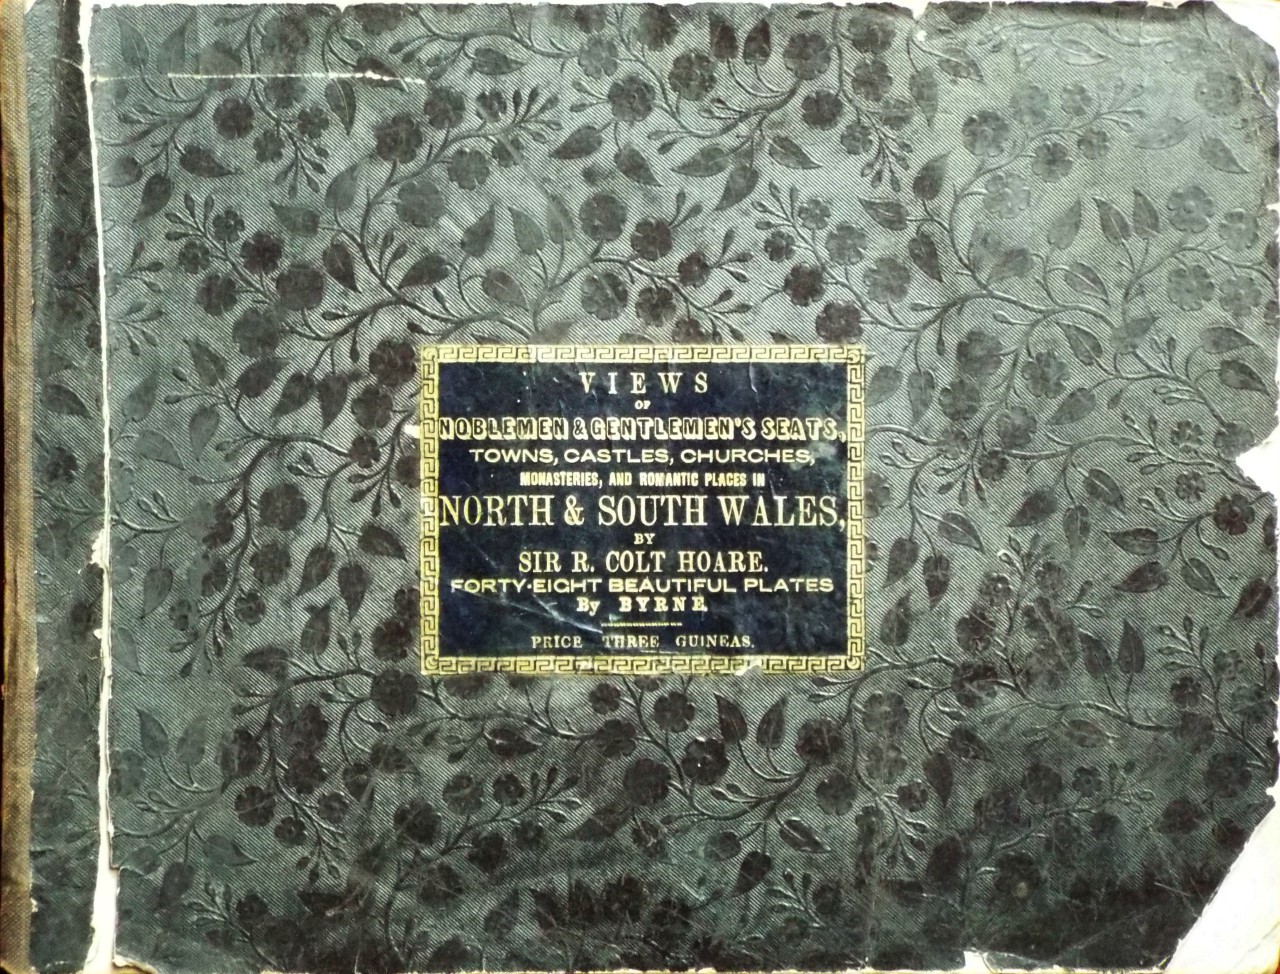 VIEWS
OF
NOBLEMEN & GENTLEMEN'S SEATS,
TOWNS, CASTLES, CHURCHES,
MONASTERIES, AND ROMANTIC PLACES IN
NORTH & SOUTH WALES,
BY
SIR R. COLT HOARE.
FORTY-EIGHT BEAUTIFUL PLATES
By BYRNE.
PRICE THREE GUINEAS.